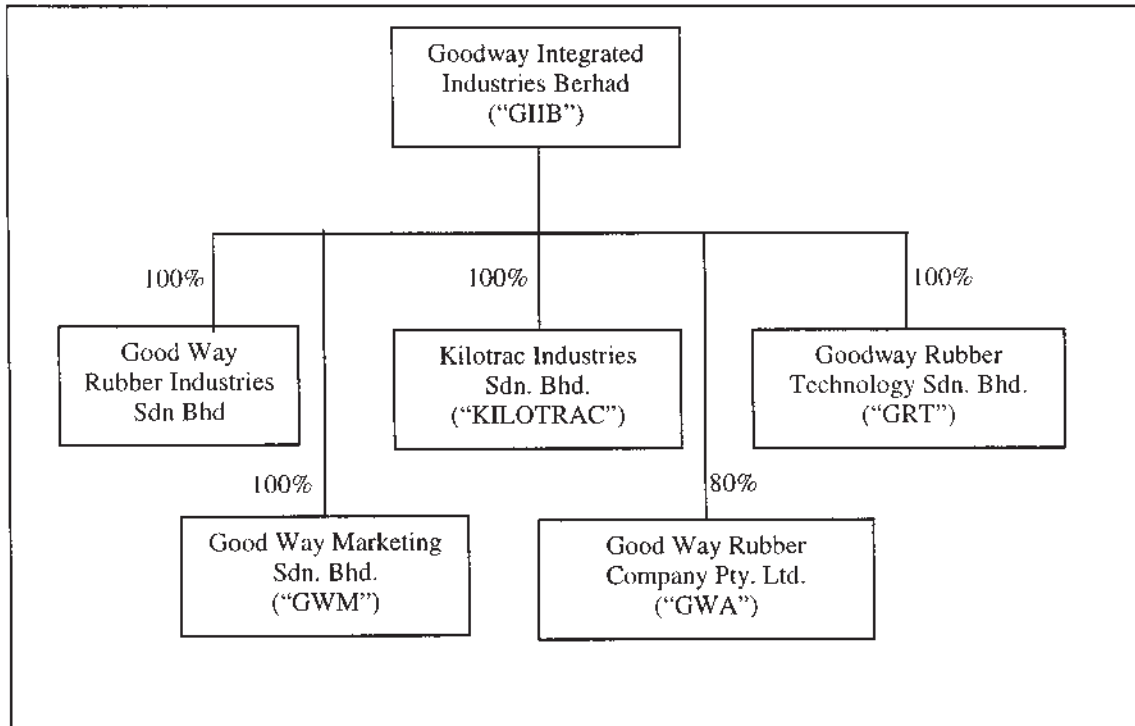 Goodway Integrated
Industries Berhad
(“GIIB”)
100%
100%
100%
Good Way
Rubber Industries
Sdn Bhd
Kilotrac Industries
Sdn. Bhd.
(“KILOTRAC”)
Goodway Rubber
Technology Sdn. Bhd.
(“GRT”)
100%
80%
Good Way Marketing
Sdn. Bhd.
(“GWM”)
Good Way Rubber
Company Pty. Ltd.
(“GWA”)